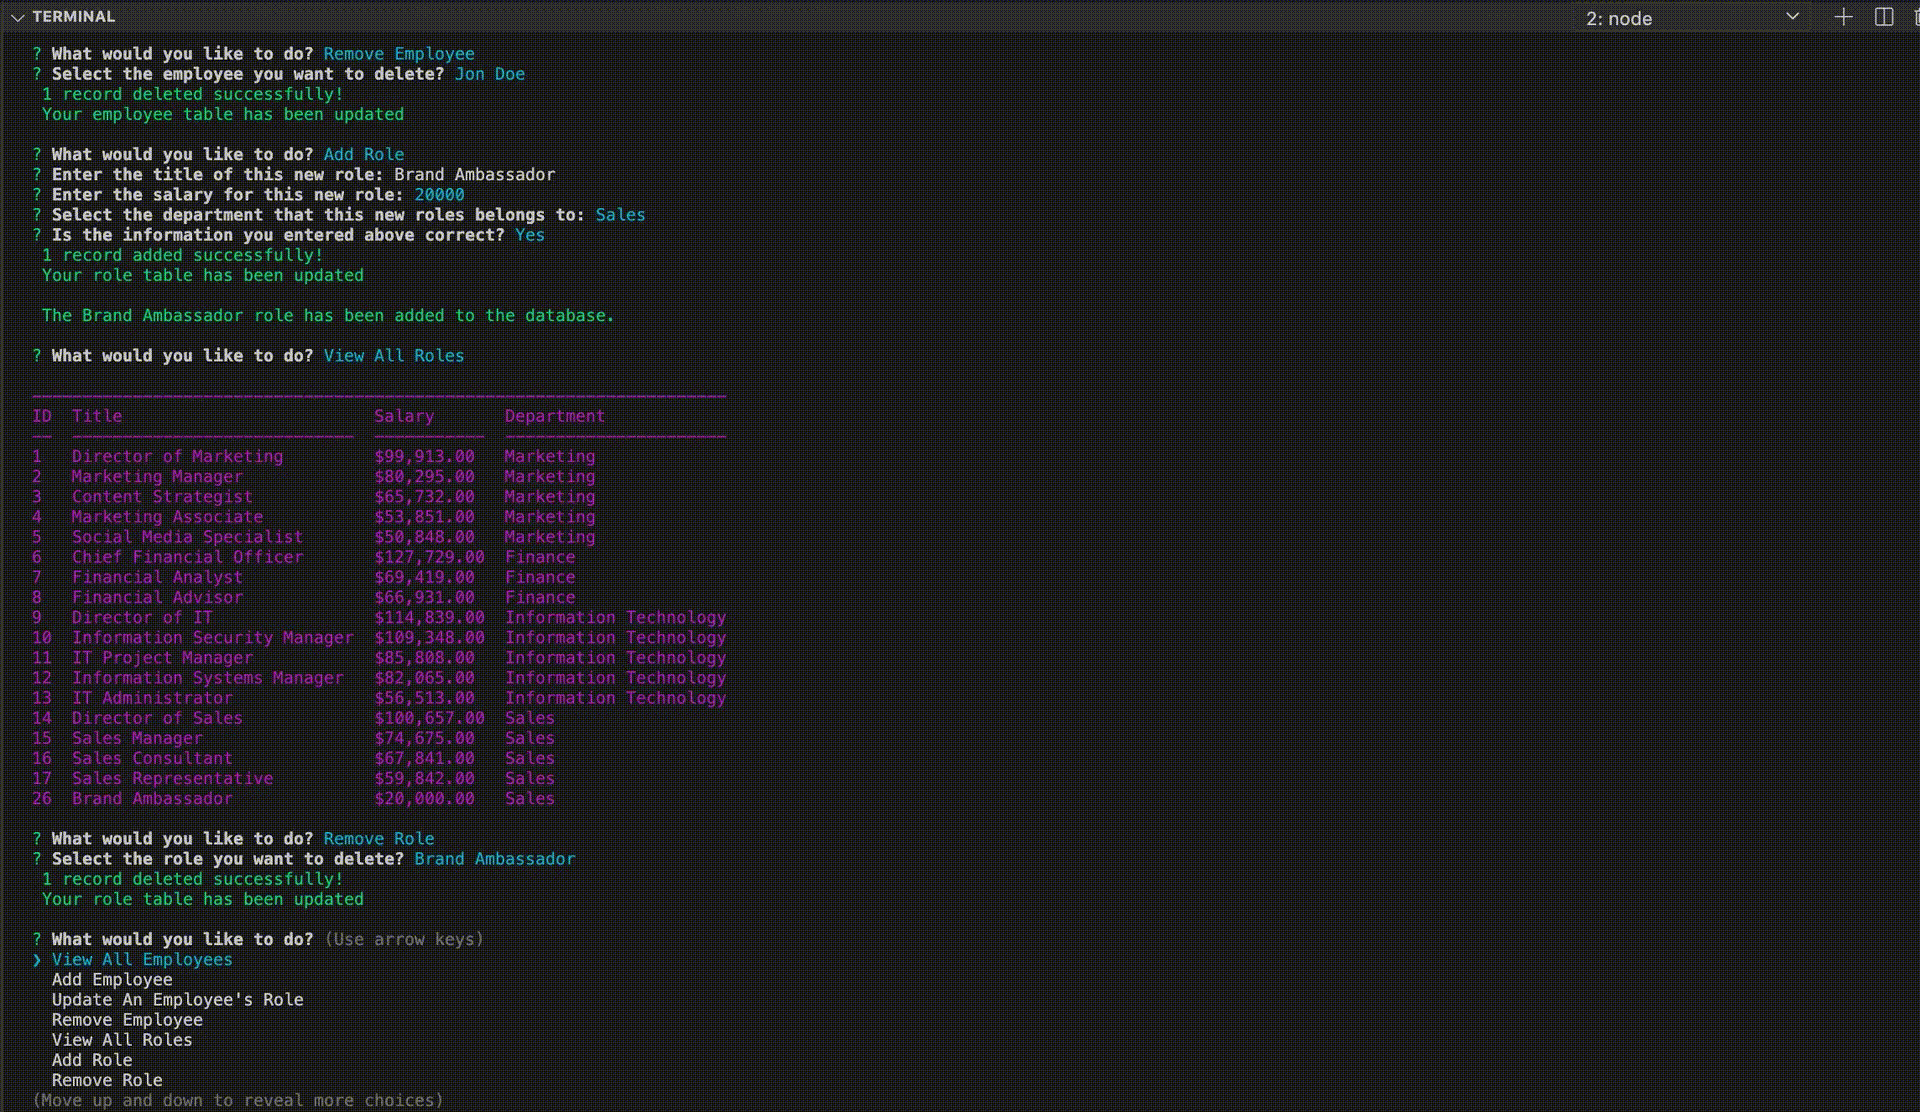 TERMINAL
2: node
? What would you like to do? Remove Employee
? Select the employee you want to delete? Jon Doe
1 record deleted successfully!
Your employee table has been updated
? What would you like to do? Add Role
? Enter the title of this new role: Brand Ambassador
? Enter the salary for this new role: 20000
? Select the department that this new roles belongs to: Sales
? Is the information you entered above correct? Yes
1 record added successfully!
Your role table has been updated
The Brand Ambassador role has been added to the database.
? What would you like to do? View All Roles
ID Title Salary Department
1 Director of Marketing $99,913.00 Marketing
2 Marketing Manager $80,295.00 Marketing
3 Content Strategist $65,732.00 Marketing
4 Marketing Associate $53,851.00 Marketing
5 Social Media Specialist $50,848.00 Marketing
6 Chief Financial Officer $127,729.00 Finance
7 Financial Analyst $69,419.00 Finance
8 Financial Advisor $66,931.00 Finance
9 Director of IT $114,839.00 Information Technology
10 Information Security Manager $109,348.00 Information Technology
11 IT Project Manager $85,808.00 Information Technology
12 Information Systems Manager $82,065.00 Information Technology
13 IT Administrator $56,513.00 Information Technology
14 Director of Sales $100,657.00 Sales
15 Sales Manager $74,675.00 Sales
16 Sales Consultant $67,841.00 Sales
17 Sales Representative $59,842.00 Sales
26 Brand Ambassador $20,000.00 Sales
? What would you like to do? Remove Role
? Select the role you want to delete? Brand Ambassador
1 record deleted successfully!
Your role table has been updated
? What would you like to do? (Use arrow keys)
❯ View All Employees
Add Employee
Update An Employee's Role
Remove Employee
View All Roles
Add Role
Remove Role
(Move up and down to reveal more choices)